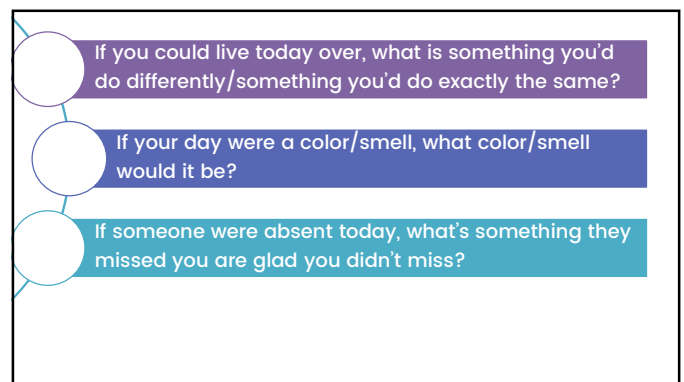 If you could live today over, what is something you’d
do differently/something you’d do exactly the same?
If your day were a color/smell, what color/smell
would it be?
If someone were absent today, what’s something they
missed you are glad you didn’t miss?